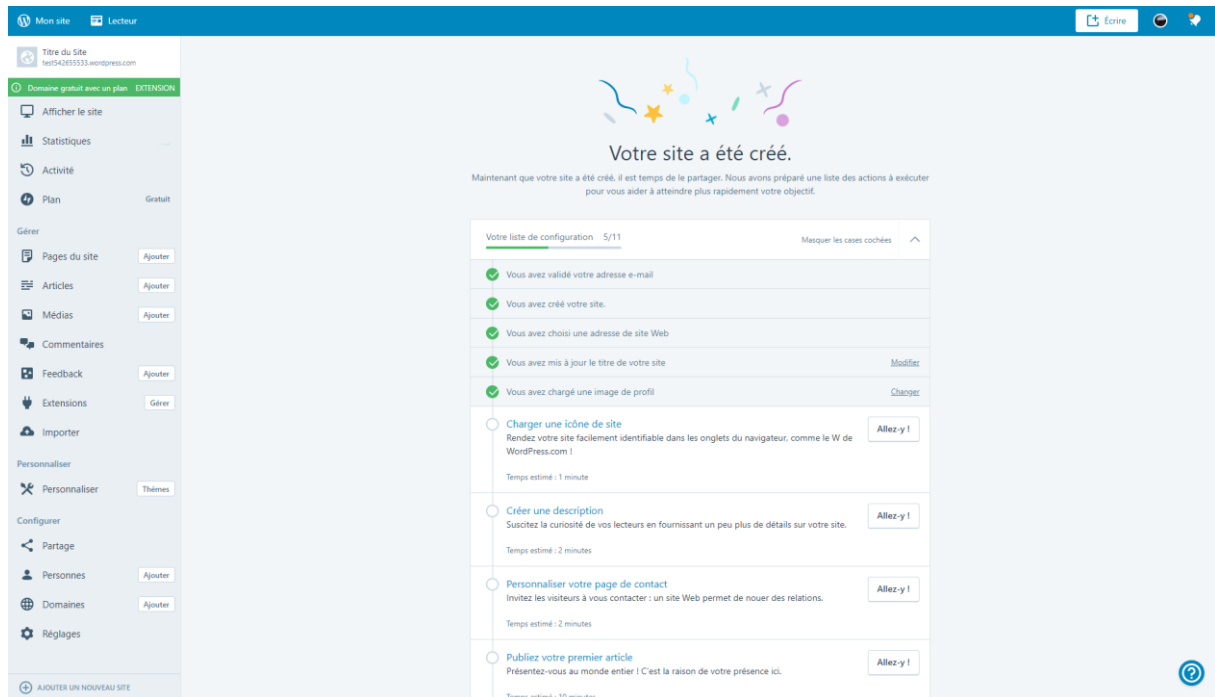 Mon site
Lecteur
Écrire
Titre du Site
test542655533.wordpress.com
Domaine gratuit avec un plan EXTENSION
Afficher le site
Statistiques
Activité
Plan Gratuit
Gérer
Pages du site Ajouter
Articles Ajouter
Médias Ajouter
Commentaires
Feedback Ajouter
Extensions Gérer
Importer
Personnaliser
Personnaliser Thèmes
Configurer
Partage
Personnes Ajouter
Domaines Ajouter
Réglages
AJOUTER UN NOUVEAU SITE
Votre site a été créé.
Maintenant que votre site a été créé, il est temps de le partager. Nous avons préparé une liste des actions à exécuter
pour vous aider à atteindre plus rapidement votre objectif.
Votre liste de configuration 5/11
Masquer les cases cochées
Vous avez validé votre adresse e-mail
Vous avez créé votre site.
Vous avez choisi une adresse de site Web
Vous avez mis à jour le titre de votre site Modifier
Vous avez chargé une image de profil Changer
Charger une icône de site
Allez-y !
Rendez votre site facilement identifiable dans les onglets du navigateur, comme le W de
WordPress.com !
Temps estimé : 1 minute
Créer une description
Allez-y !
Suscitez la curiosité de vos lecteurs en fournissant un peu plus de détails sur votre site.
Temps estimé : 2 minutes
Personnaliser votre page de contact
Allez-y !
Invitez les visiteurs à vous contacter : un site Web permet de nouer des relations.
Temps estimé : 2 minutes
Publiez votre premier article
Allez-y !
Présentez-vous au monde entier ! C'est la raison de votre présence ici.
Temps estimé : 10 minutes